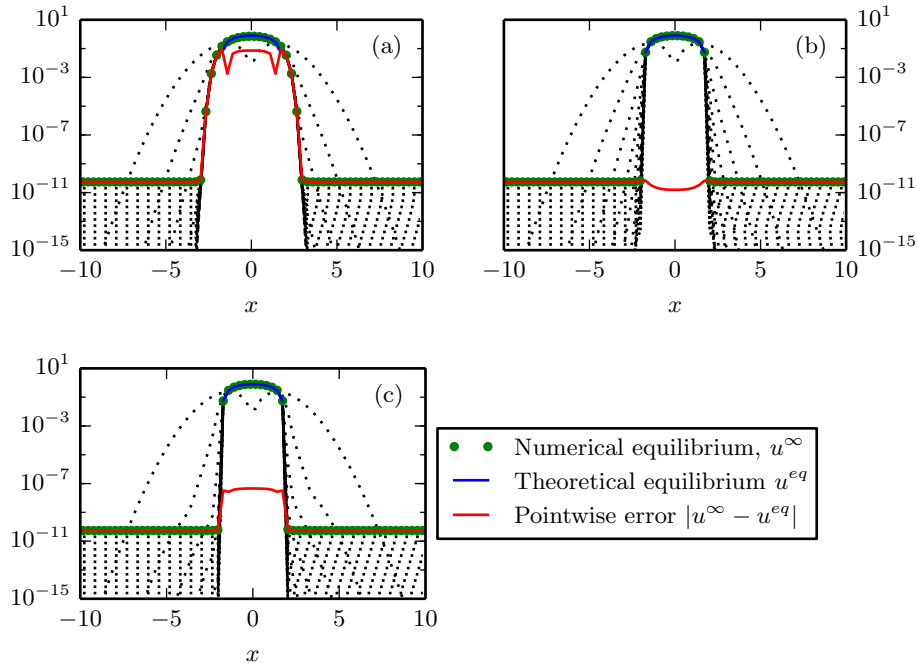 10^1
10^−3
10^−7
10^−11
10^−15
(a)
−10 −5 0 5 10
x
(b)
10^1
10^−3
10^−7
10^−11
10^−15
−10 −5 0 5 10
x
10^1
10^−3
10^−7
10^−11
10^−15
(c)
−10 −5 0 5 10
x
Numerical equilibrium, u^∞
Theoretical equilibrium u^{eq}
Pointwise error |u^∞ − u^{eq}|